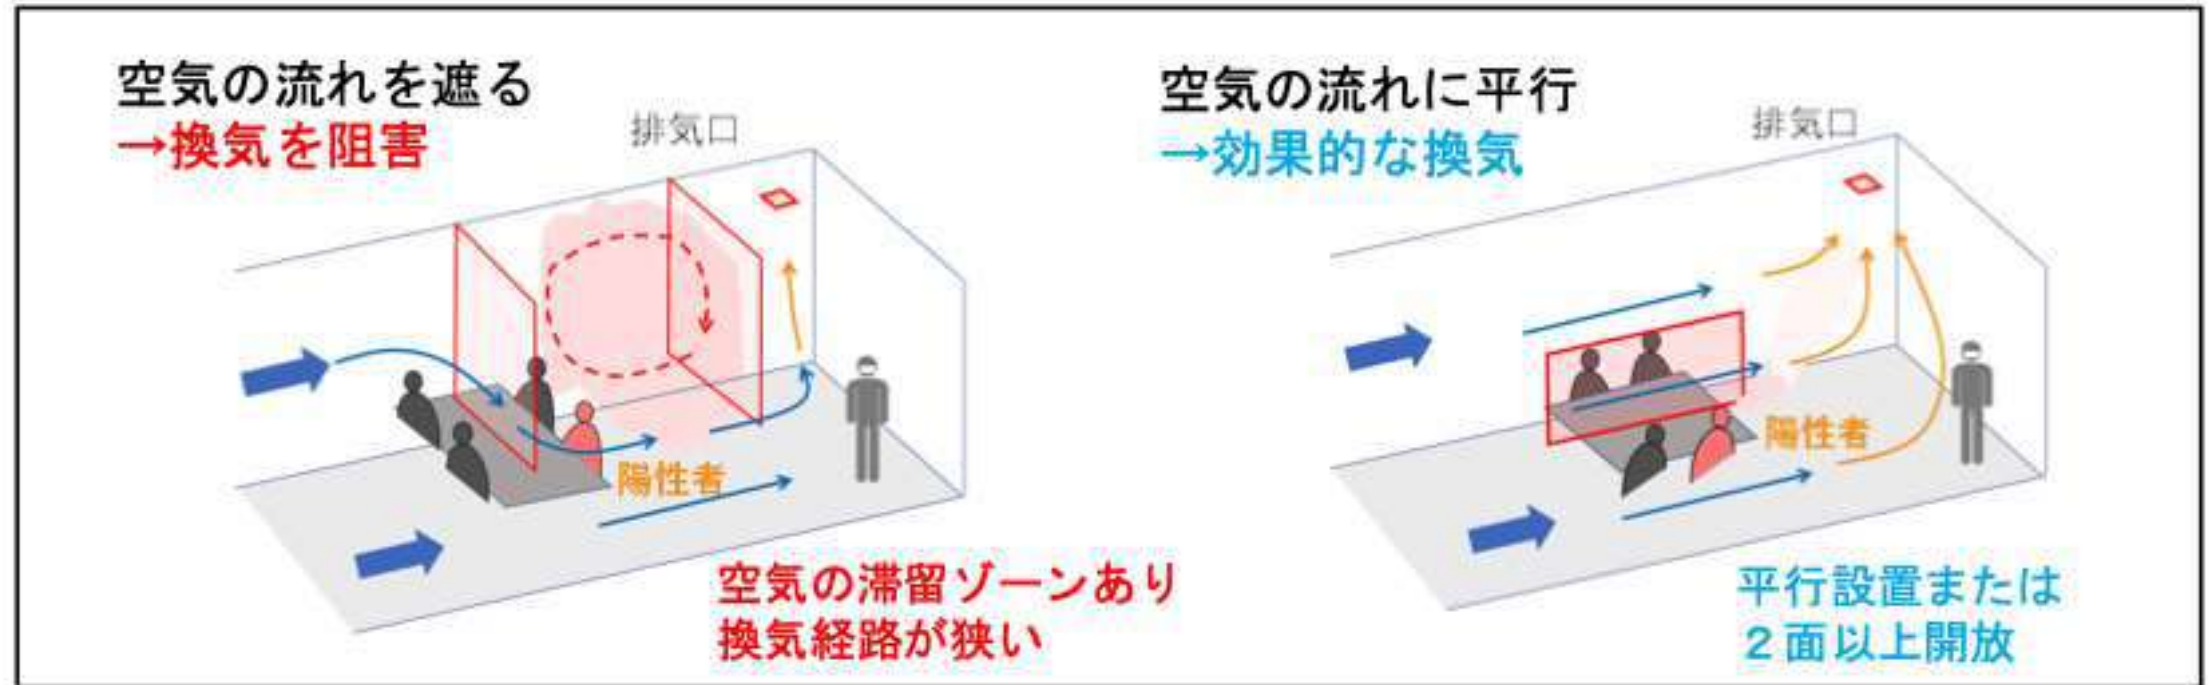 空気の流れを遮る
→換気を阻害
排気口
陽性者
空気の滞留ゾーンあり
換気経路が狭い
空気の流れに平行
→効果的な換気
排気口
陽性者
平行設置または
２面以上開放